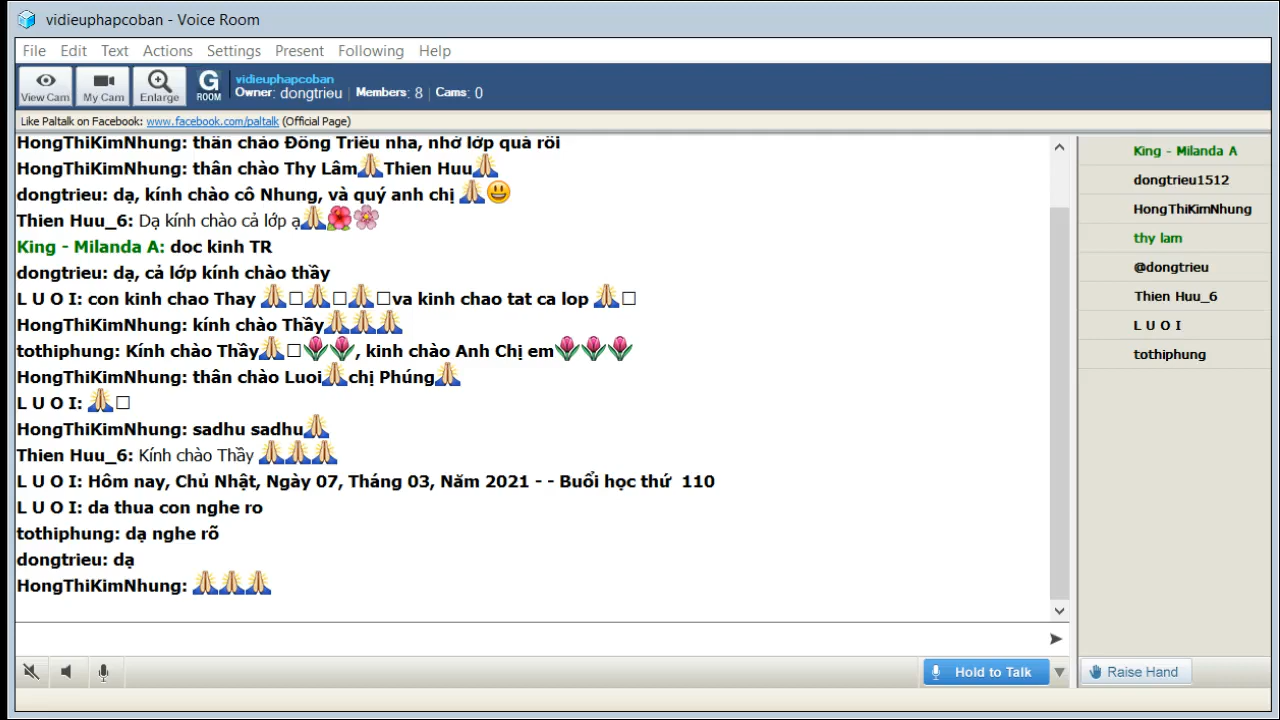 vidieuphapcoban - Voice Room
File Edit Text Actions Settings Present Following Help
View Cam My Cam Enlarge G ROOM vidieuphapcoban
Owner: dongtrieu | Members: 8 | Cams: 0
Like Paltalk on Facebook: www.facebook.com/paltalk (Official Page)
HongThiKimNhung: thân chào Đông Triều nha, nhớ lớp quá rồi
HongThiKimNhung: thân chào Thy Lâm🙏Thien Huu🙏
dongtrieu: dạ, kính chào cô Nhung, và quý anh chị 🙏😃
Thien Huu_6: Dạ kính chào cả lớp ạ🙏🌺🌸
King - Milanda A: doc kinh TR
dongtrieu: dạ, cả lớp kính chào thầy
L U O I: con kinh chao Thay 🙏□🙏□🙏□va kinh chao tat ca lop 🙏□
HongThiKimNhung: kính chào Thầy🙏🙏🙏
tothiphung: Kính chào Thầy🙏□🌷🌷, kinh chào Anh Chị em🌷🌷🌷
HongThiKimNhung: thân chào Luoi🙏chị Phúng🙏
L U O I: 🙏□
HongThiKimNhung: sadhu sadhu🙏
Thien Huu_6: Kính chào Thầy 🙏🙏🙏
L U O I: Hôm nay, Chủ Nhật, Ngày 07, Tháng 03, Năm 2021 - - Buổi học thứ 110
L U O I: da thua con nghe ro
tothiphung: dạ nghe rõ
dongtrieu: dạ
HongThiKimNhung: 🙏🙏🙏
King - Milanda A
dongtrieu1512
HongThiKimNhung
thy lam
@dongtrieu
Thien Huu_6
L U O I
tothiphung
Hold to Talk
Raise Hand